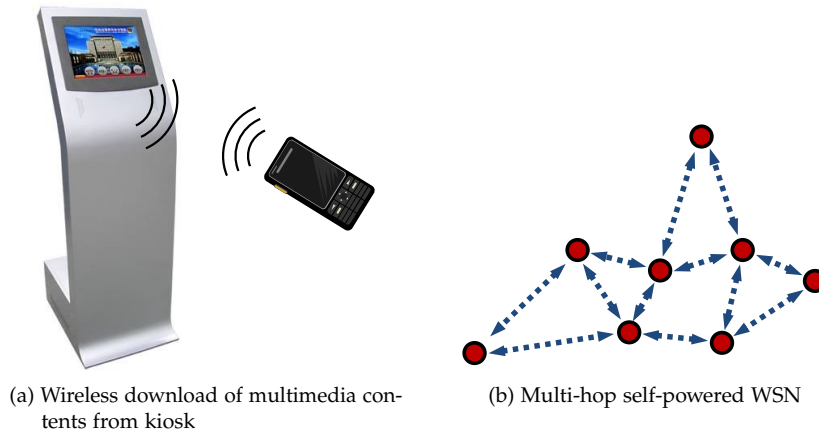 (a) Wireless download of multimedia con-
tents from kiosk
(b) Multi-hop self-powered WSN